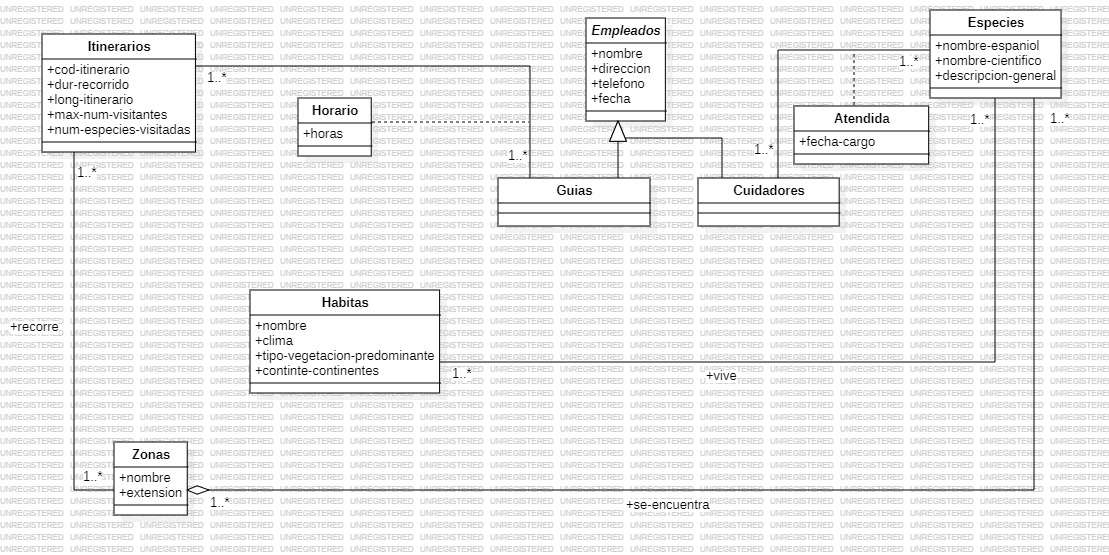 Itinerarios
+cod-itinerario
+dur-recorrido
+long-itinerario
+max-num-visitantes
+num-especies-visitadas
1..*
1..*
Horario
+horas
1..*
Empleados
+nombre
+direccion
+telefono
+fecha
Guias
Cuidadores
1..*
1..*
Atendida
+fecha-cargo
Especies
+nombre-espaniol
+nombre-cientifico
+descripcion-general
1..*
1..*
Habitas
+nombre
+clima
+tipo-vegetacion-predominante
+continte-continentes
1..*
+vive
+recorre
1..*
Zonas
+nombre
+extension
1..*
+se-encuentra
UNREGISTERED